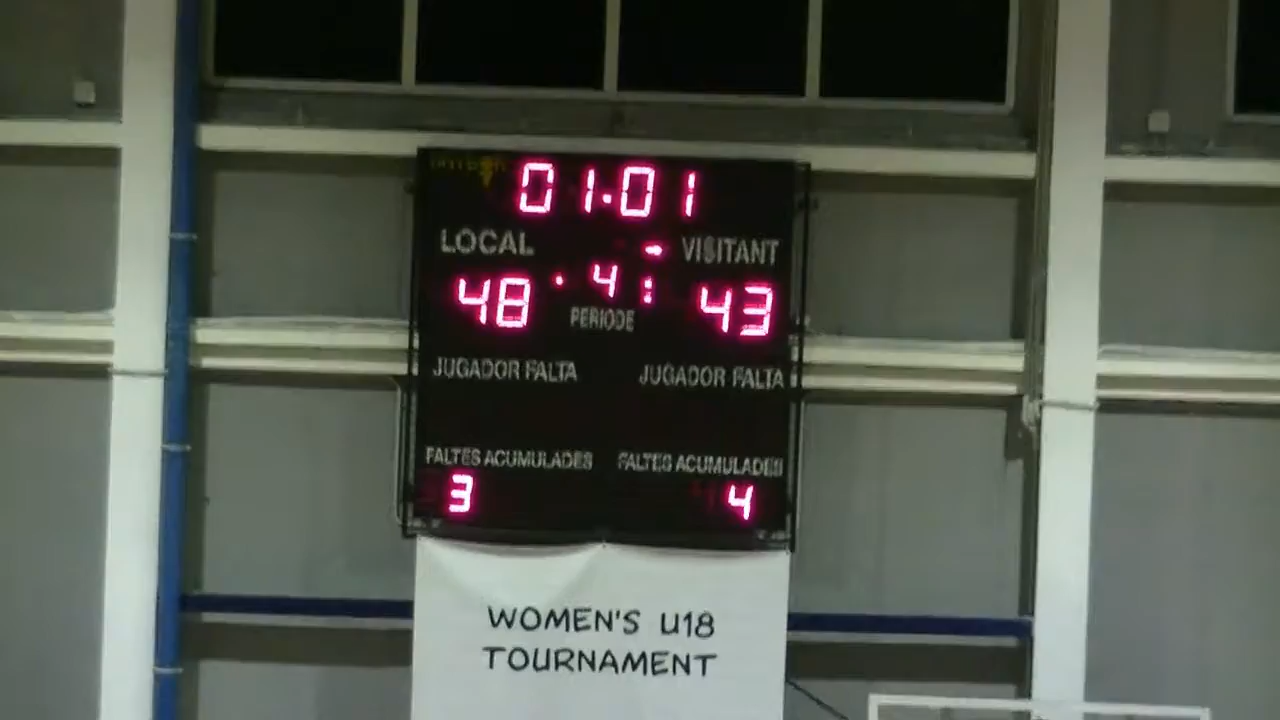 01.01
LOCAL VISITANT
48 4 43
PERIODE
JUGADOR FALTA JUGADOR FALTA
FALTES ACUMULADES FALTES ACUMULADES
3 4
WOMEN'S U18
TOURNAMENT